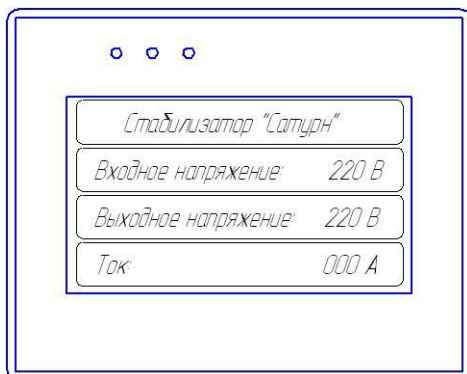 Стабилизатор "Сатурн"
Входное напряжение: 220 В
Выходное напряжение: 220 В
Ток: 000 А